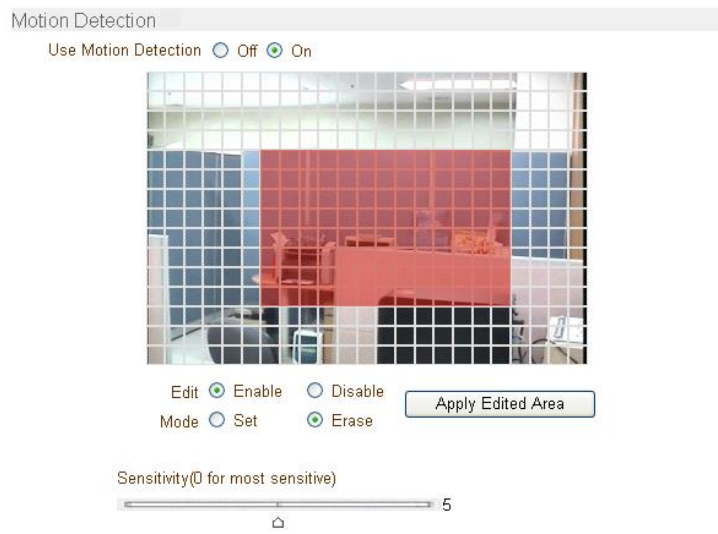 Motion Detection
Use Motion Detection Off On
Edit Enable Disable
Apply Edited Area
Mode Set Erase
Sensitivity(0 for most sensitive)
5